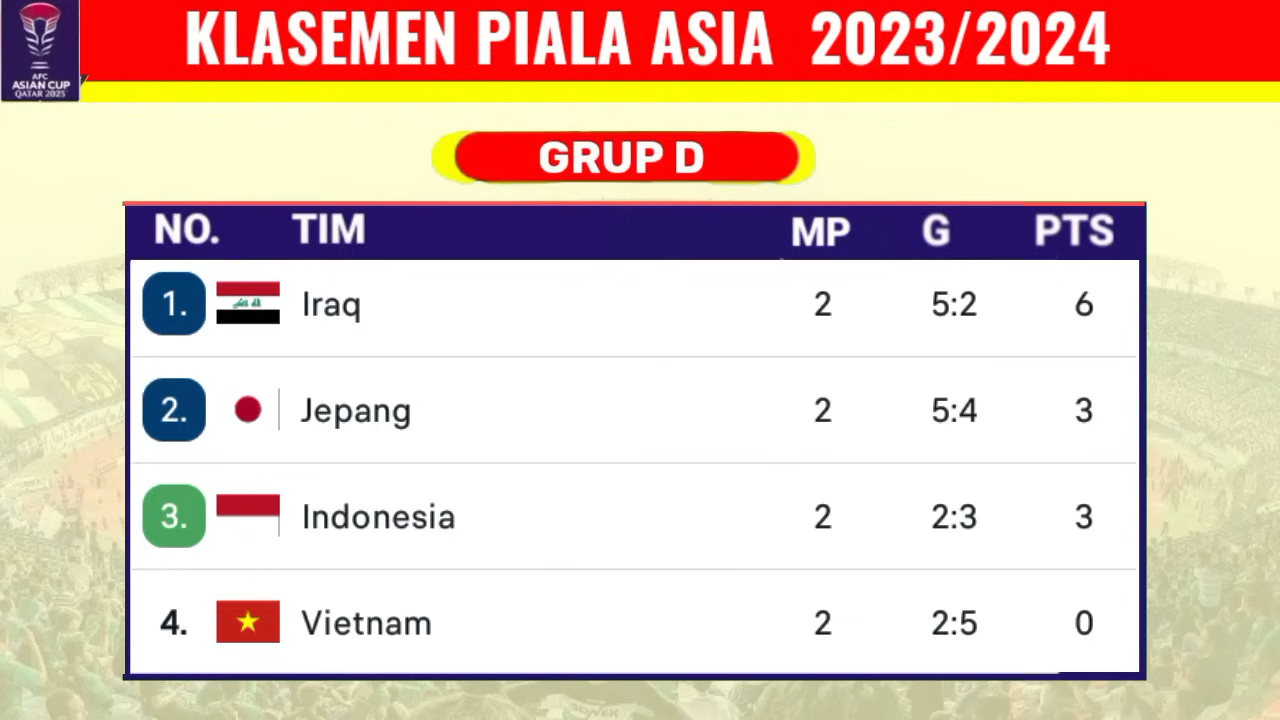 KLASEMEN PIALA ASIA 2023/2024
AFC
ASIAN CUP
QATAR 2023
GRUP D
NO. TIM MP G PTS
1. Iraq 2 5:2 6
2. Jepang 2 5:4 3
3. Indonesia 2 2:3 3
4. Vietnam 2 2:5 0